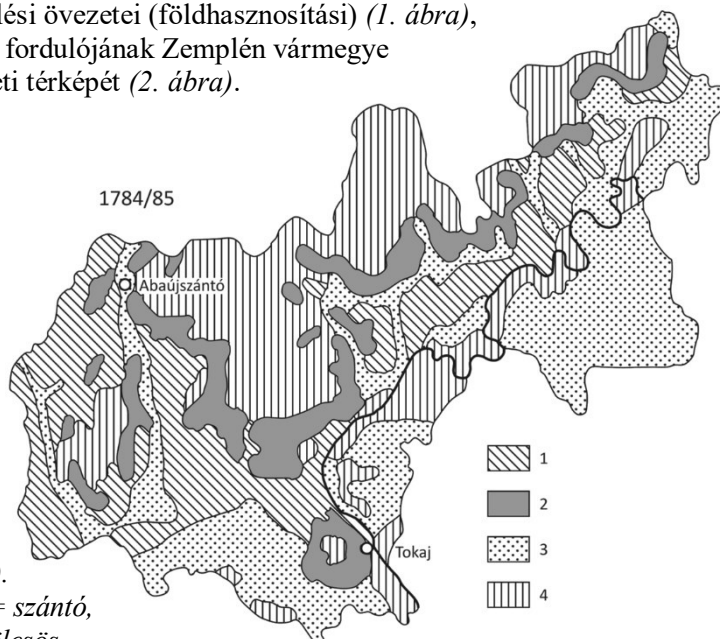 lési övezetei (földhasznosítási) (1. ábra),
fordulójának Zemplén vármegye
eti térképét (2. ábra).
1784/85
Abaújszántó
1
2
3
4
Tokaj
= szántó,